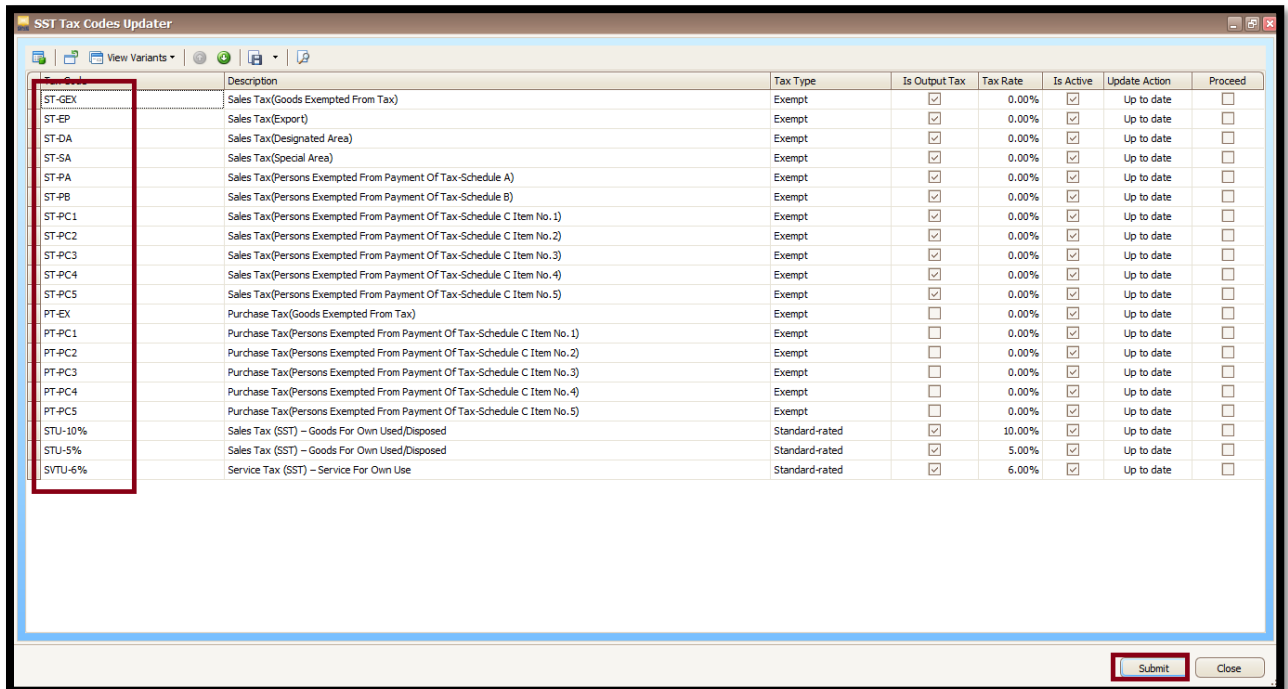 SST Tax Codes Updater
View Variants
Tax Code Description Tax Type Is Output Tax Tax Rate Is Active Update Action Proceed
ST-GEX Sales Tax(Goods Exempted From Tax) Exempt 0.00% Up to date
ST-EP Sales Tax(Export) Exempt 0.00% Up to date
ST-DA Sales Tax(Designated Area) Exempt 0.00% Up to date
ST-SA Sales Tax(Special Area) Exempt 0.00% Up to date
ST-PA Sales Tax(Persons Exempted From Payment Of Tax-Schedule A) Exempt 0.00% Up to date
ST-PB Sales Tax(Persons Exempted From Payment Of Tax-Schedule B) Exempt 0.00% Up to date
ST-PC1 Sales Tax(Persons Exempted From Payment Of Tax-Schedule C Item No.1) Exempt 0.00% Up to date
ST-PC2 Sales Tax(Persons Exempted From Payment Of Tax-Schedule C Item No.2) Exempt 0.00% Up to date
ST-PC3 Sales Tax(Persons Exempted From Payment Of Tax-Schedule C Item No.3) Exempt 0.00% Up to date
ST-PC4 Sales Tax(Persons Exempted From Payment Of Tax-Schedule C Item No.4) Exempt 0.00% Up to date
ST-PC5 Sales Tax(Persons Exempted From Payment Of Tax-Schedule C Item No.5) Exempt 0.00% Up to date
PT-EX Purchase Tax(Goods Exempted From Tax) Exempt 0.00% Up to date
PT-PC1 Purchase Tax(Persons Exempted From Payment Of Tax-Schedule C Item No.1) Exempt 0.00% Up to date
PT-PC2 Purchase Tax(Persons Exempted From Payment Of Tax-Schedule C Item No.2) Exempt 0.00% Up to date
PT-PC3 Purchase Tax(Persons Exempted From Payment Of Tax-Schedule C Item No.3) Exempt 0.00% Up to date
PT-PC4 Purchase Tax(Persons Exempted From Payment Of Tax-Schedule C Item No.4) Exempt 0.00% Up to date
PT-PC5 Purchase Tax(Persons Exempted From Payment Of Tax-Schedule C Item No.5) Exempt 0.00% Up to date
STU-10% Sales Tax (SST) – Goods For Own Used/Disposed Standard-rated 10.00% Up to date
STU-5% Sales Tax (SST) – Goods For Own Used/Disposed Standard-rated 5.00% Up to date
SVTU-6% Service Tax (SST) – Service For Own Use Standard-rated 6.00% Up to date
Submit Close